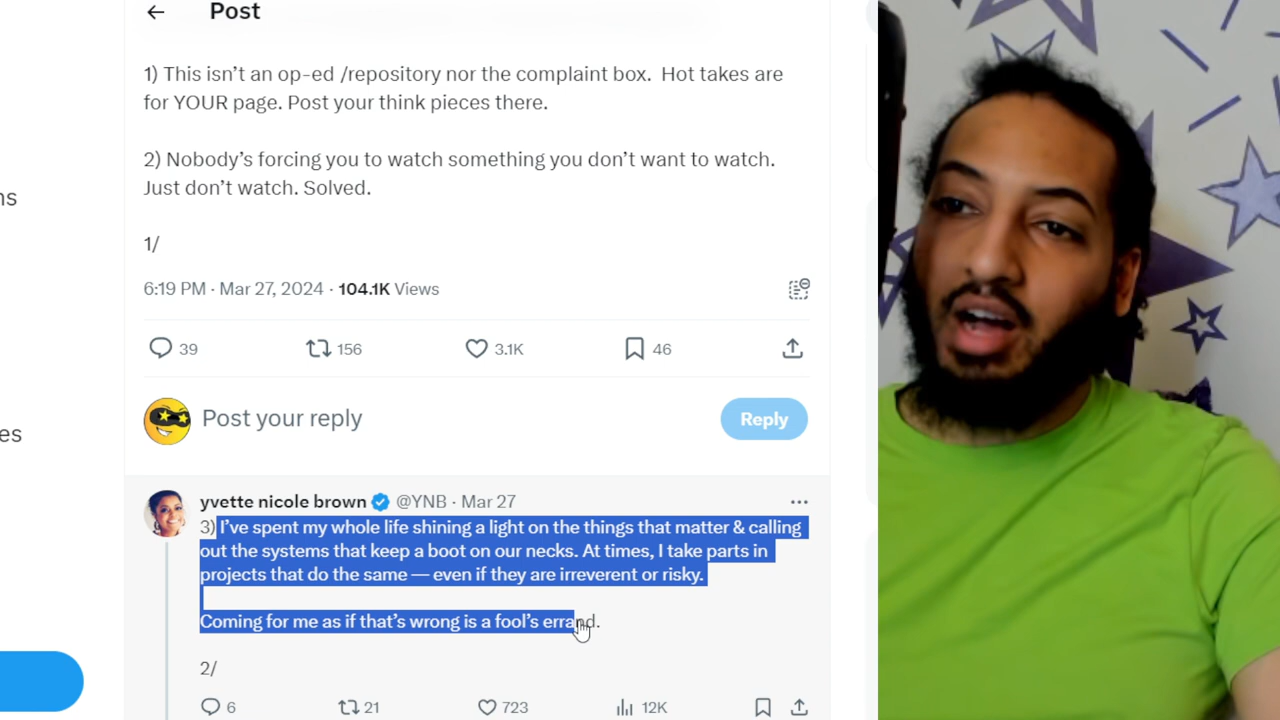 Post
1) This isn’t an op-ed /repository nor the complaint box.  Hot takes are
for YOUR page. Post your think pieces there.
2) Nobody’s forcing you to watch something you don’t want to watch.
Just don’t watch. Solved.
1/
6:19 PM · Mar 27, 2024 · 104.1K Views
39 156 3.1K 46
ns
Post your reply Reply
es
yvette nicole brown @YNB · Mar 27
3) I’ve spent my whole life shining a light on the things that matter & calling
out the systems that keep a boot on our necks. At times, I take parts in
projects that do the same — even if they are irreverent or risky.
Coming for me as if that’s wrong is a fool’s errand.
2/
6 21 723 12K